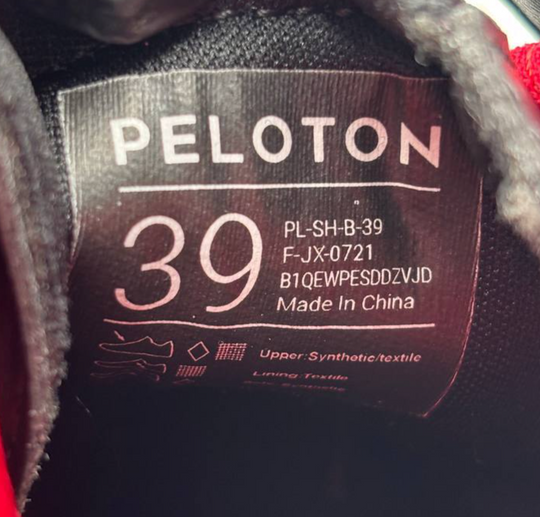 PELOTON
39
PL-SH-B-39
F-JX-0721
B1QEWPESDDZVJD
Made In China
Upper:Synthetic/textile
Lining:Textile